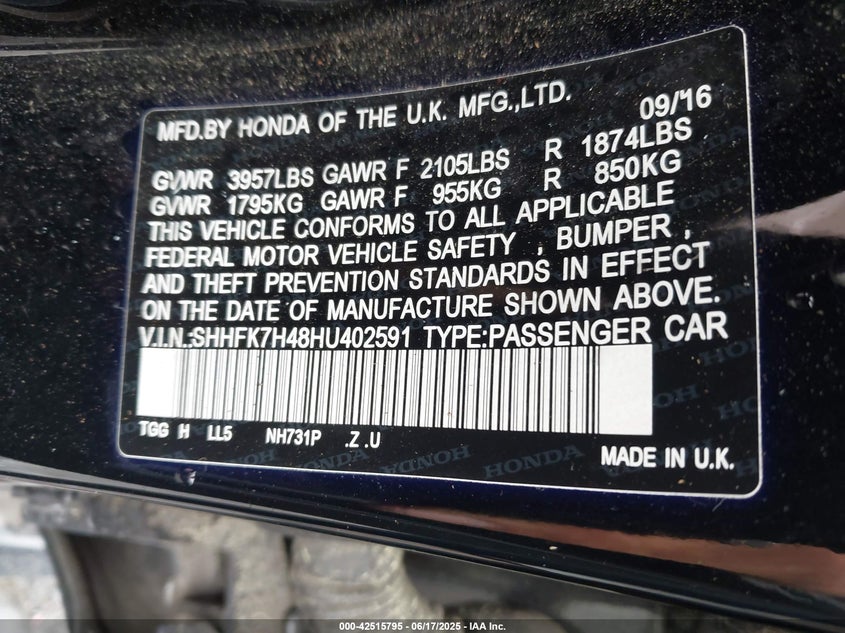 MFD.BY HONDA OF THE U.K. MFG.,LTD. 09/'16
GVWR 3957LBS GAWR F 2105LBS R 1874LBS
GVWR 1795KG GAWR F 955KG R 850KG
THIS VEHICLE CONFORMS TO ALL APPLICABLE
FEDERAL MOTOR VEHICLE SAFETY , BUMPER ,
AND THEFT PREVENTION STANDARDS IN EFFECT
ON THE DATE OF MANUFACTURE SHOWN ABOVE.
V.I.N.:SHHFK7H48HU402591 TYPE:PASSENGER CAR
TGG H LL5 NH731P .Z .U
HONDA HONDA HONDA
MADE IN U.K.
000-42515795 - 06/17/2025 - IAA Inc.